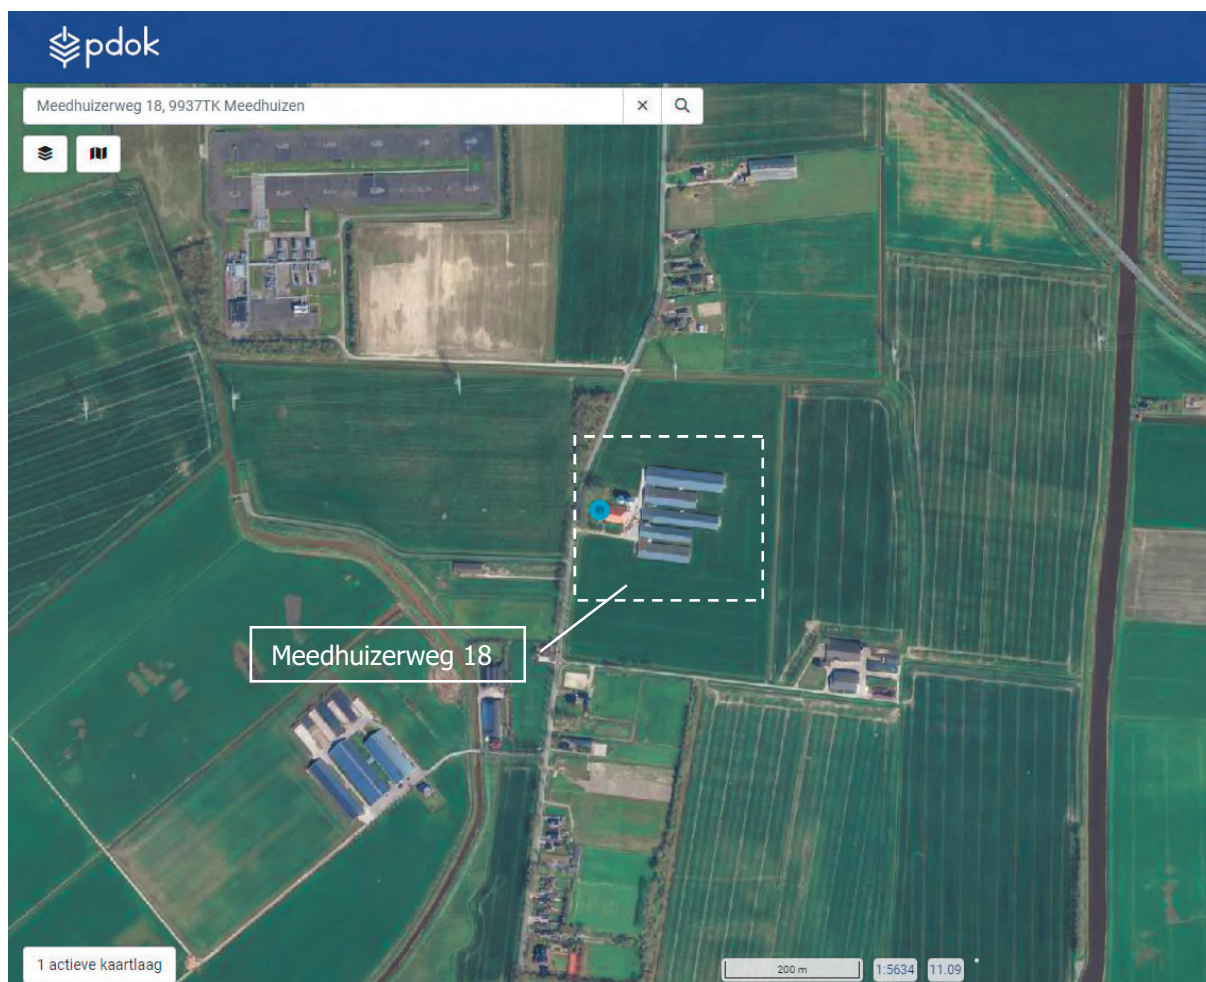 pdok
Meedhuizerweg 18, 9937TK Meedhuizen
Meedhuizerweg 18
1 actieve kaartlaag
200 m
1:5634
11.09